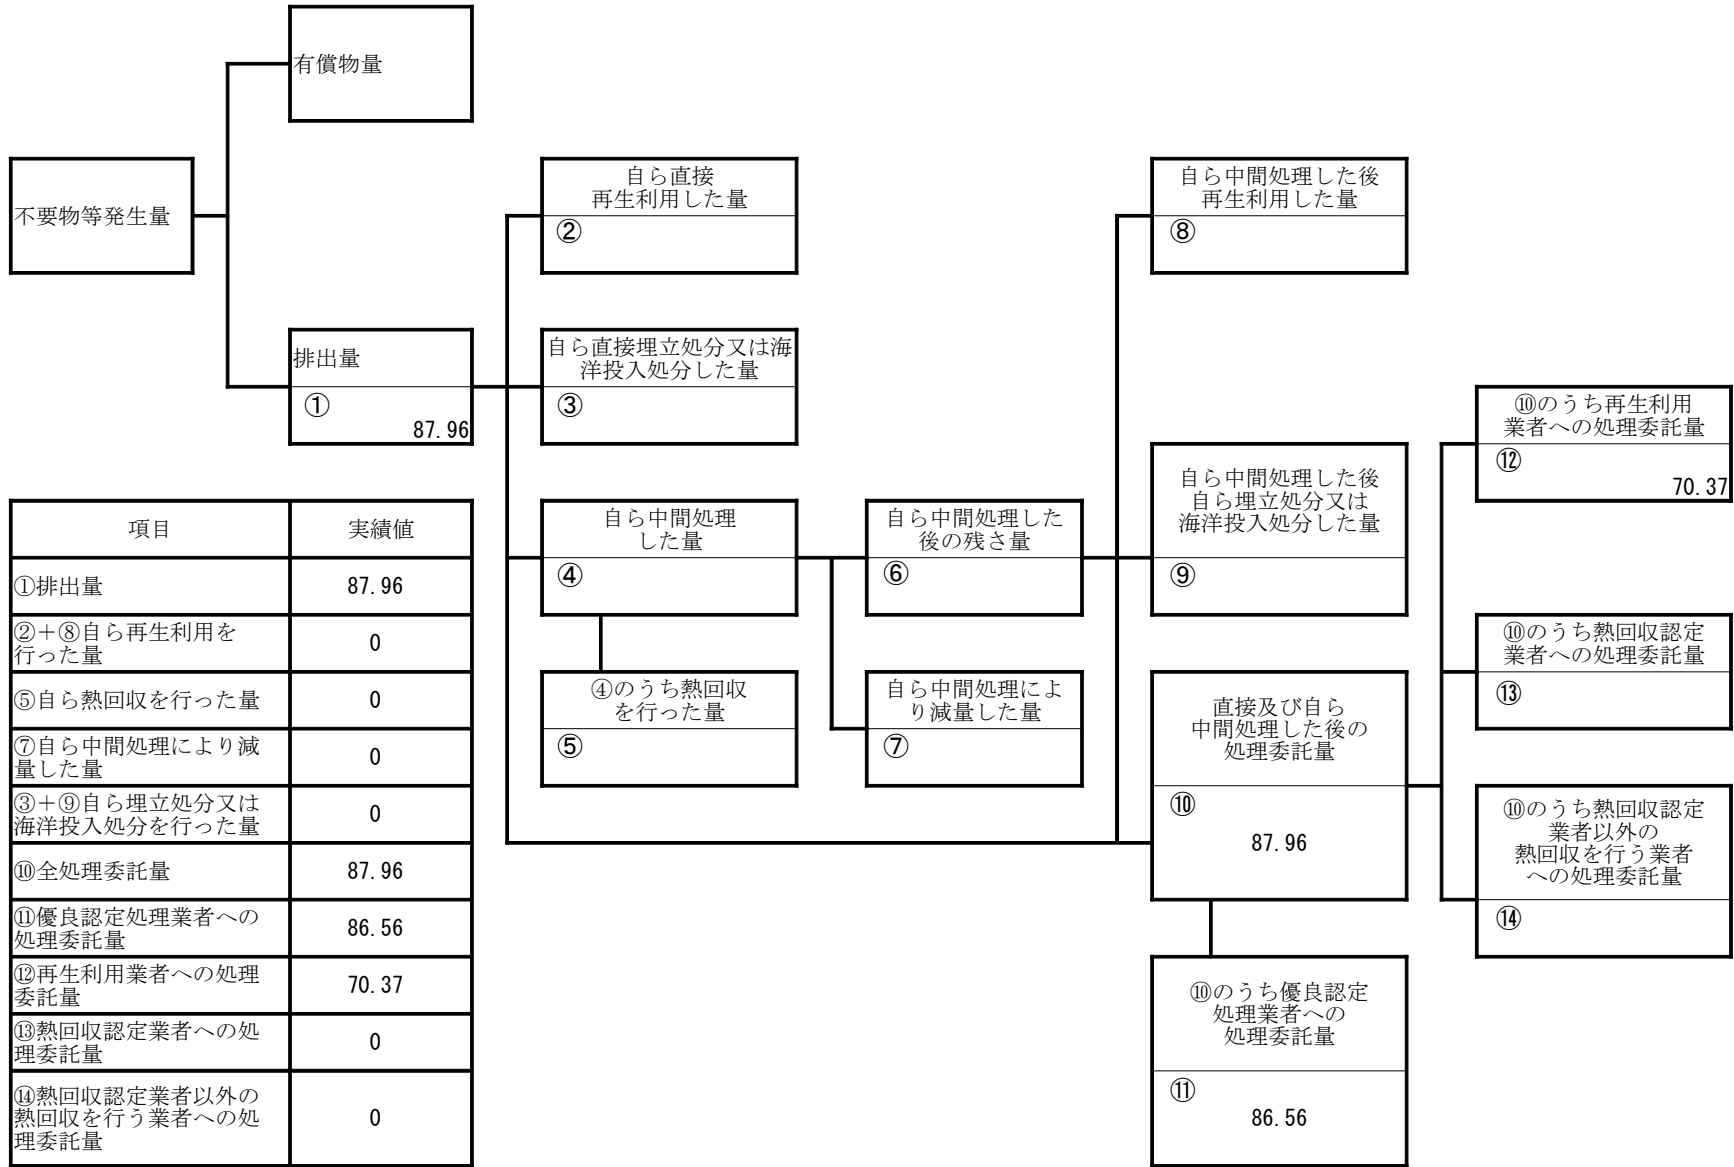 有償物量
不要物等発生量
自ら直接
再生利用した量
②
自ら中間処理した後
再生利用した量
⑧
排出量
①
87.96
自ら直接埋立処分又は海
洋投入処分した量
③
⑩のうち再生利用
業者への処理委託量
⑫
70.37
自ら中間処理
した量
④
自ら中間処理した
後の残さ量
⑥
自ら中間処理した後
自ら埋立処分又は
海洋投入処分した量
⑨
⑩のうち熱回収認定
業者への処理委託量
⑬
④のうち熱回収
を行った量
⑤
自ら中間処理によ
り減量した量
⑦
直接及び自ら
中間処理した後の
処理委託量
⑩
87.96
⑩のうち熱回収認定
業者以外の
熱回収を行う業者
への処理委託量
⑭
⑩のうち優良認定
処理業者への
処理委託量
⑪
86.56
項目 実績値
①排出量 87.96
②+⑧自ら再生利用を
行った量 0
⑤自ら熱回収を行った量 0
⑦自ら中間処理により減
量した量 0
③+⑨自ら埋立処分又は
海洋投入処分を行った量 0
⑩全処理委託量 87.96
⑪優良認定処理業者への
処理委託量 86.56
⑫再生利用業者への処理
委託量 70.37
⑬熱回収認定業者への処
理委託量 0
⑭熱回収認定業者以外の
熱回収を行う業者への処
理委託量 0